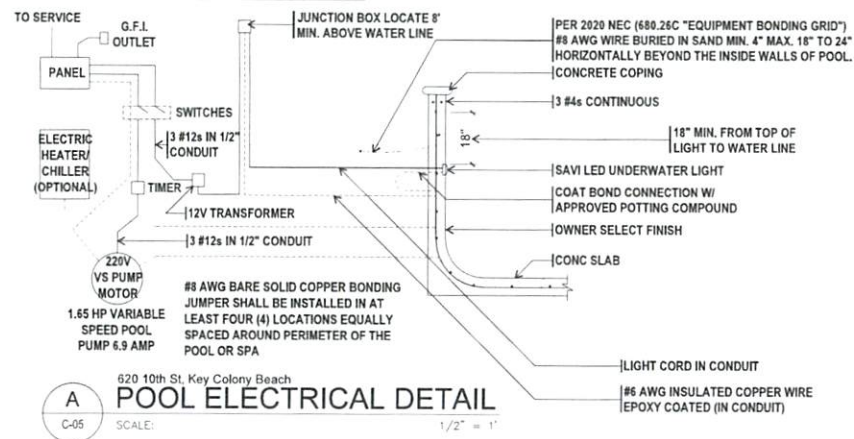 TO SERVICE
G.F.I.
OUTLET
PANEL
SWITCHES
ELECTRIC
HEATER/
CHILLER
(OPTIONAL)
3 #12s IN 1/2"
CONDUIT
TIMER
12V TRANSFORMER
3 #12s IN 1/2" CONDUIT
220V
VS PUMP
MOTOR
1.65 HP VARIABLE
SPEED POOL
PUMP 6.9 AMP
#8 AWG BARE SOLID COPPER BONDING
JUMPER SHALL BE INSTALLED IN AT
LEAST FOUR (4) LOCATIONS EQUALLY
SPACED AROUND PERIMETER OF THE
POOL OR SPA
JUNCTION BOX LOCATE 8'
MIN. ABOVE WATER LINE
PER 2020 NEC (680.26C "EQUIPMENT BONDING GRID")
#8 AWG WIRE BURIED IN SAND MIN. 4" MAX. 18" TO 24"
HORIZONTALLY BEYOND THE INSIDE WALLS OF POOL.
CONCRETE COPING
3 #4s CONTINUOUS
18"
18" MIN. FROM TOP OF
LIGHT TO WATER LINE
SAVI LED UNDERWATER LIGHT
COAT BOND CONNECTION W/
APPROVED POTTING COMPOUND
OWNER SELECT FINISH
CONC SLAB
LIGHT CORD IN CONDUIT
#6 AWG INSULATED COPPER WIRE
EPOXY COATED (IN CONDUIT)
A
C-05
620 10th St, Key Colony Beach
POOL ELECTRICAL DETAIL
SCALE: 1/2" = 1'